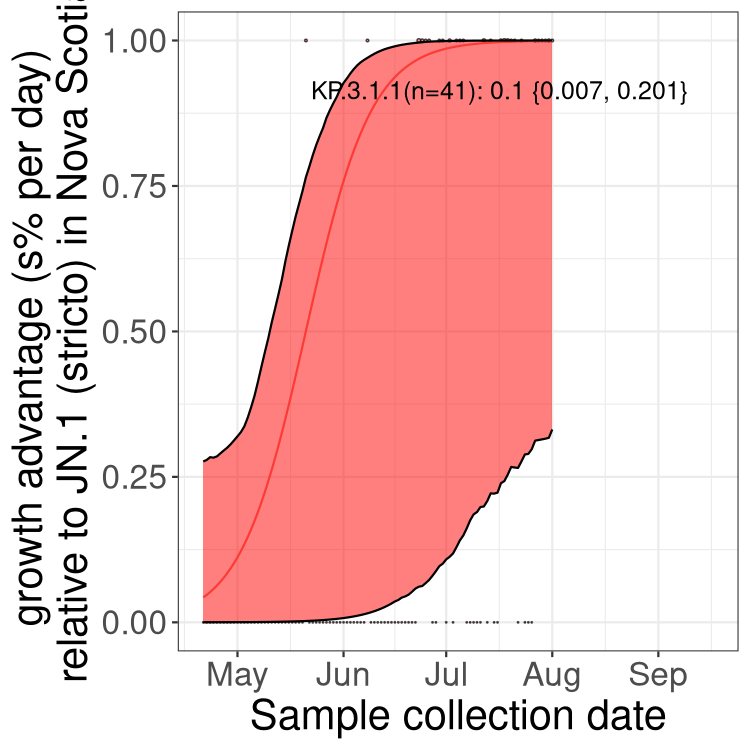 growth advantage (s% per day)
relative to JN.1 (stricto) in Nova Scotia
1.00
0.75
0.50
0.25
0.00
KP.3.1.1(n=41): 0.1 {0.007, 0.201}
May Jun Jul Aug Sep
Sample collection date